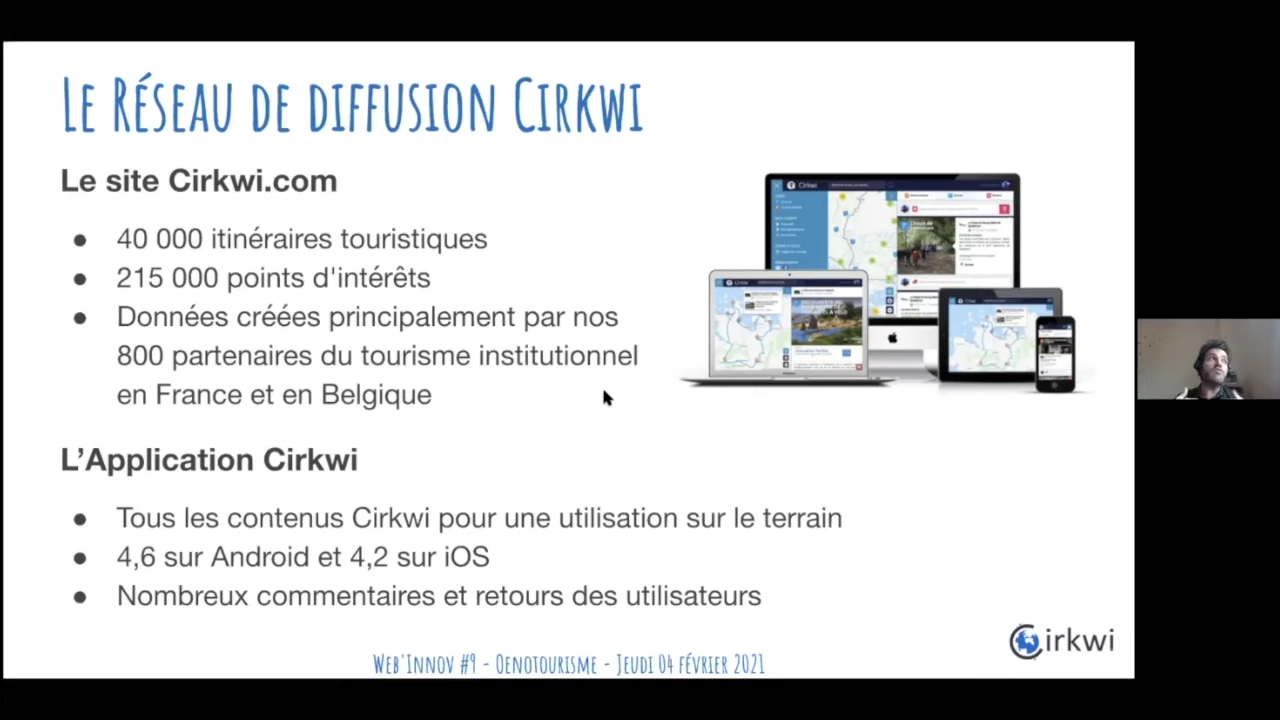 Le Réseau de diffusion Cirkwi
Le site Cirkwi.com
● 40 000 itinéraires touristiques
● 215 000 points d'intérêts
● Données créées principalement par nos
800 partenaires du tourisme institutionnel
en France et en Belgique
L’Application Cirkwi
● Tous les contenus Cirkwi pour une utilisation sur le terrain
● 4,6 sur Android et 4,2 sur iOS
● Nombreux commentaires et retours des utilisateurs
Cirkwi
Web'Innov #9 - Oenotourisme - Jeudi 04 février 2021